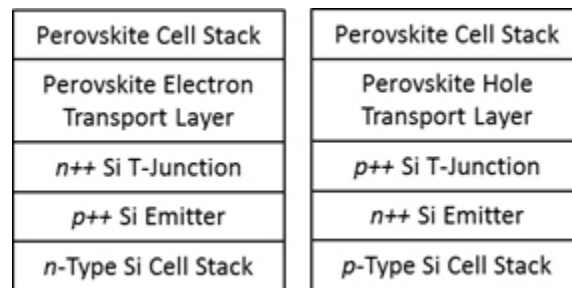 Perovskite Cell Stack
Perovskite Electron
Transport Layer
n++ Si T-Junction
p++ Si Emitter
n-Type Si Cell Stack
Perovskite Cell Stack
Perovskite Hole
Transport Layer
p++ Si T-Junction
n++ Si Emitter
p-Type Si Cell Stack